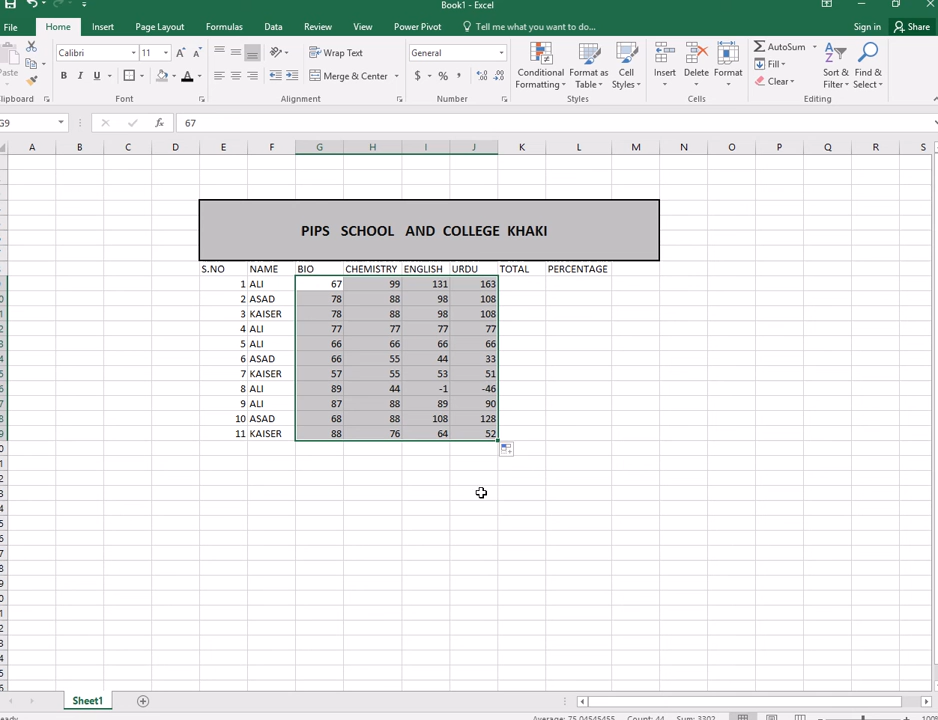 Book1 - Excel
File Home Insert Page Layout Formulas Data Review View Power Pivot Tell me what you want to do... Sign in Share
Calibri 11 A A Wrap Text General AutoSum
Conditional Formatting Format as Table Cell Styles Insert Delete Format Fill Sort & Filter Find & Select
B I U A Merge & Center $ % , Clear
Font Alignment Number Styles Cells Editing
fx 67
A B C D E F G H I J K L M N O P Q R S
PIPS SCHOOL AND COLLEGE KHAKI
S.NO NAME BIO CHEMISTRY ENGLISH URDU TOTAL PERCENTAGE
1 ALI 67 99 131 163
2 ASAD 78 88 98 108
3 KAISER 78 88 98 108
4 ALI 77 77 77 77
5 ALI 66 66 66 66
6 ASAD 66 55 44 33
7 KAISER 57 55 53 51
8 ALI 89 44 -1 -46
9 ALI 87 88 89 90
10 ASAD 68 88 108 128
11 KAISER 88 76 64 52
Sheet1
Average: 75.04545455 Count: 44 Sum: 3302